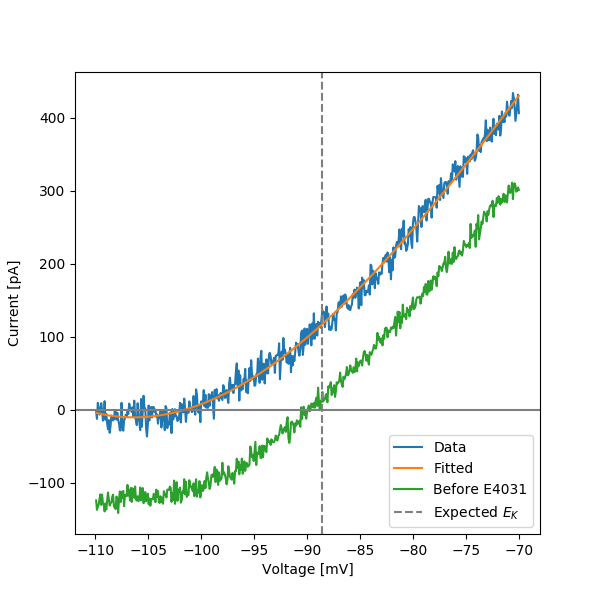 400
300
200
100
0
−100
Current [pA]
−110
−105
−100
−95
−90
−85
−80
−75
−70
Voltage [mV]
Data
Fitted
Before E4031
Expected E_K